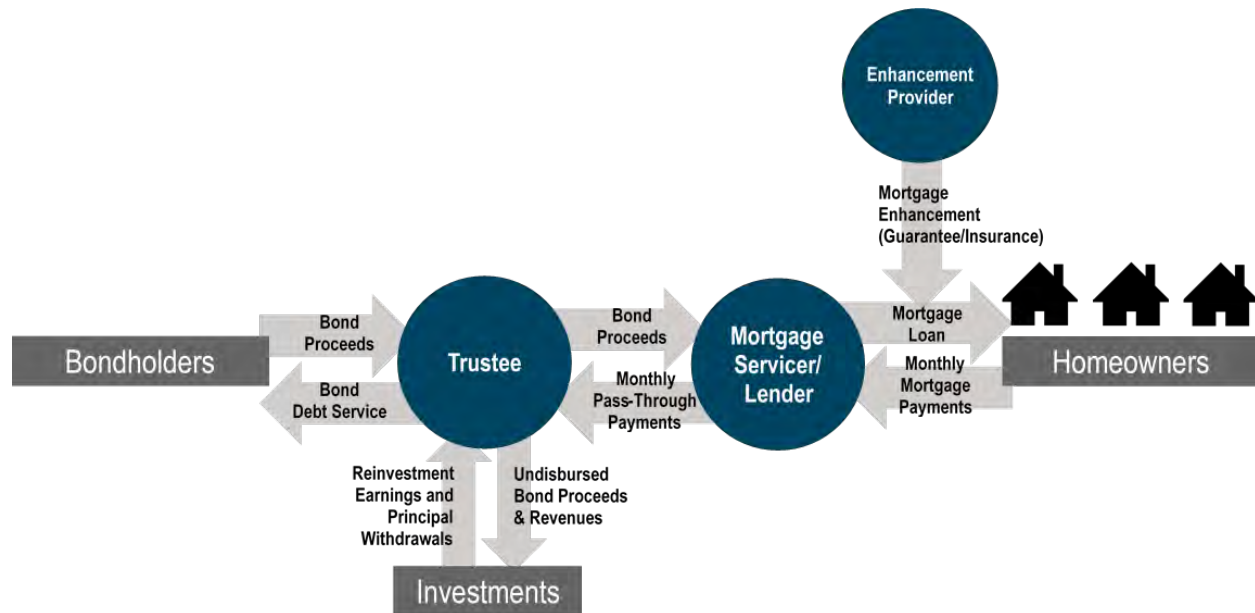 Enhancement
Provider
Mortgage
Enhancement
(Guarantee/Insurance)
Bondholders
Bond
Proceeds
Bond
Debt Service
Trustee
Bond
Proceeds
Monthly
Pass-Through
Payments
Mortgage
Servicer/
Lender
Mortgage
Loan
Monthly
Mortgage
Payments
Homeowners
Reinvestment
Earnings and
Principal
Withdrawals
Undisbursed
Bond Proceeds
& Revenues
Investments